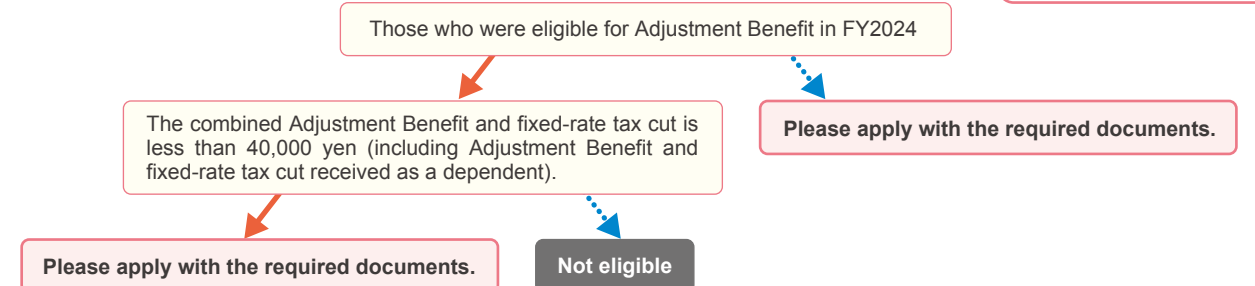 Those who were eligible for Adjustment Benefit in FY2024
The combined Adjustment Benefit and fixed-rate tax cut is
less than 40,000 yen (including Adjustment Benefit and
fixed-rate tax cut received as a dependent).
Please apply with the required documents.
Please apply with the required documents.
Not eligible